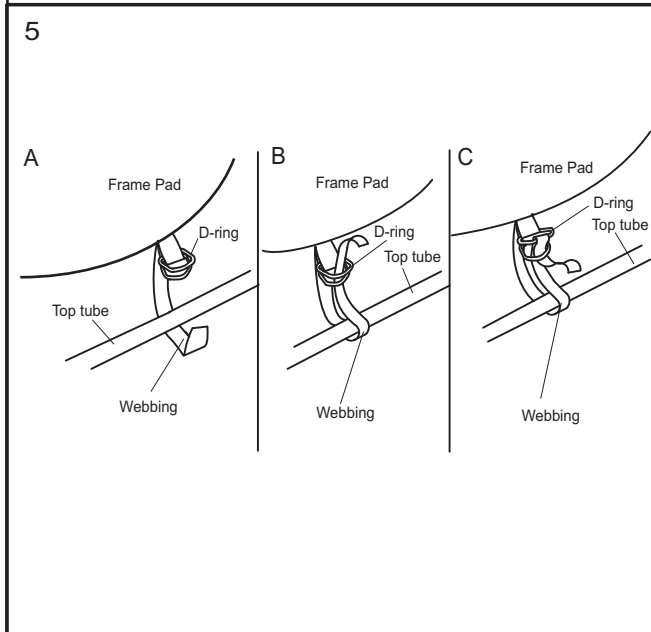 5
A
Frame Pad
D-ring
Top tube
Webbing
B
Frame Pad
D-ring
Top tube
Webbing
C
Frame Pad
D-ring
Top tube
Webbing